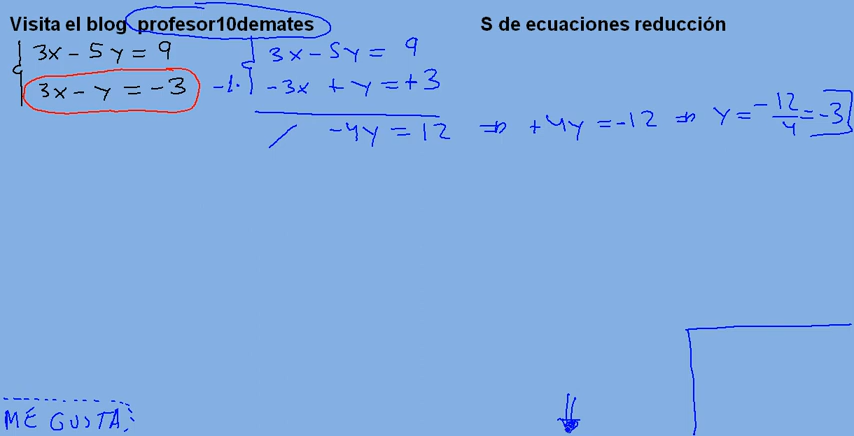 Visita el blog profesor10demates S de ecuaciones reducción
3x - 5y = 9 3x - 5y = 9
3x - y = -3 -1· -3x + y = +3
/ -4y = 12 ⇒ +4y = -12 ⇒ y = -12/4 = -3
ME GUSTA